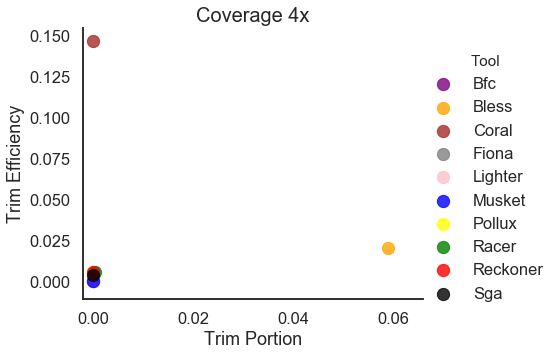 Coverage 4x
0.150
0.125
0.100
0.075
0.050
0.025
0.000
Trim Efficiency
0.00 0.02 0.04 0.06
Trim Portion
Tool
Bfc
Bless
Coral
Fiona
Lighter
Musket
Pollux
Racer
Reckoner
Sga